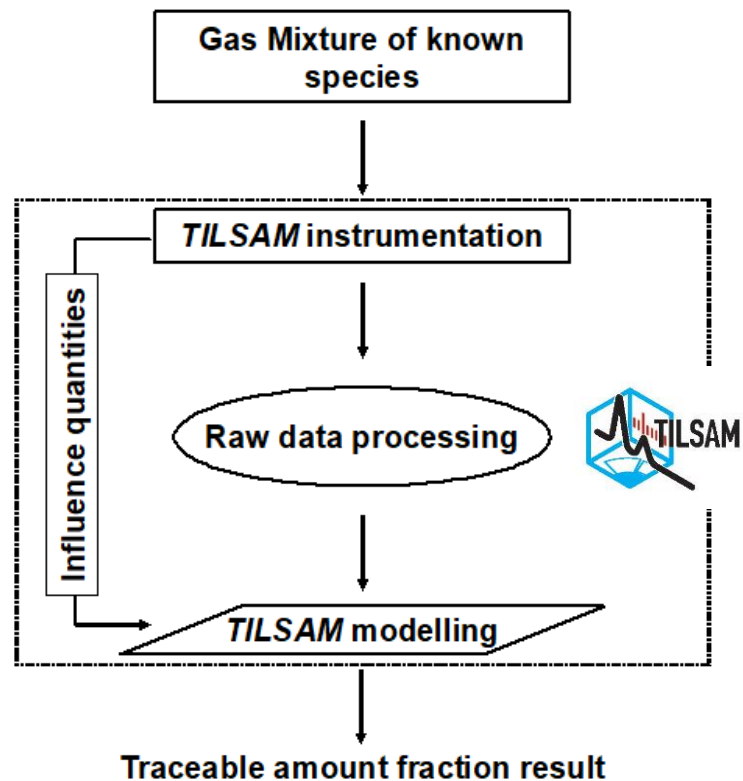 Gas Mixture of known
species
TILSAM instrumentation
Influence quantities
Raw data processing
TILSAM
TILSAM modelling
Traceable amount fraction result